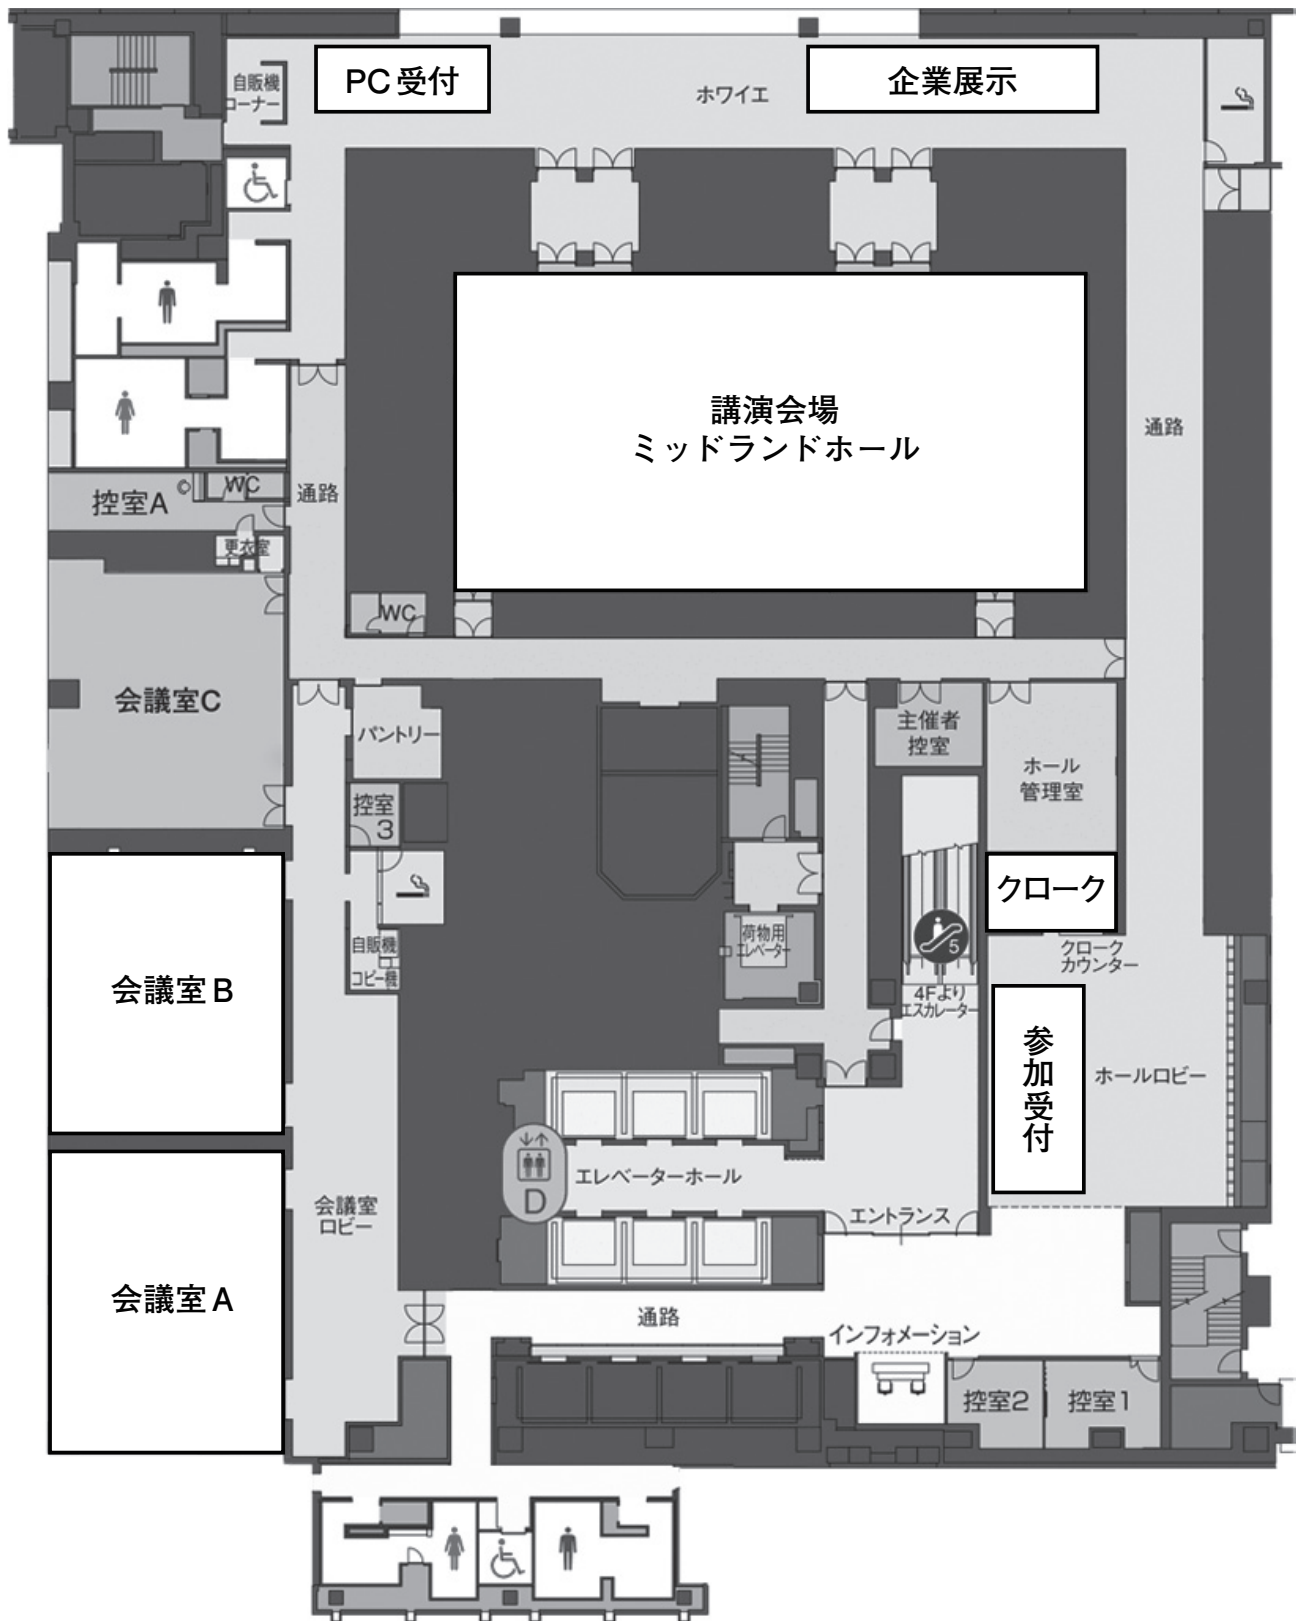 PC受付
企業展示
自販機
コーナー
ホワイエ
講演会場
ミッドランドホール
通路
WC
控室A
通路
更衣室
WC
会議室C
パントリー
主催者
控室
ホール
管理室
控室
3
クローク
自販機
コピー機
荷物用
エレベーター
5
クローク
カウンター
会議室B
4Fより
エスカレーター
参加受付
ホールロビー
D
エレベーターホール
会議室
ロビー
エントランス
会議室A
通路
インフォメーション
控室2
控室1